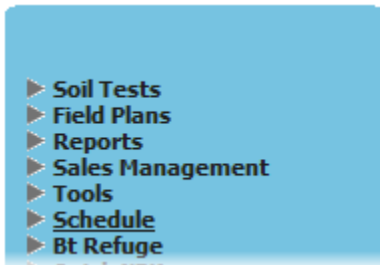 Soil Tests
Field Plans
Reports
Sales Management
Tools
Schedule
Bt Refuge